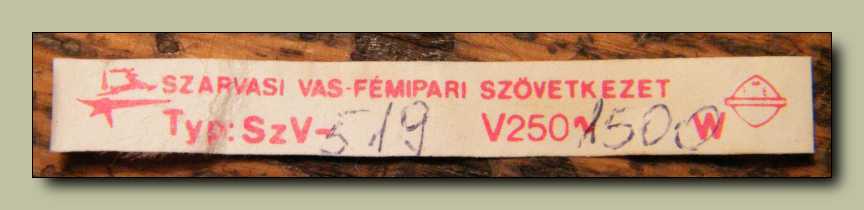 SZARVASI VAS-FÉMIPARI SZÖVETKEZET
Typ: SzV-519 V250~ 1500 W